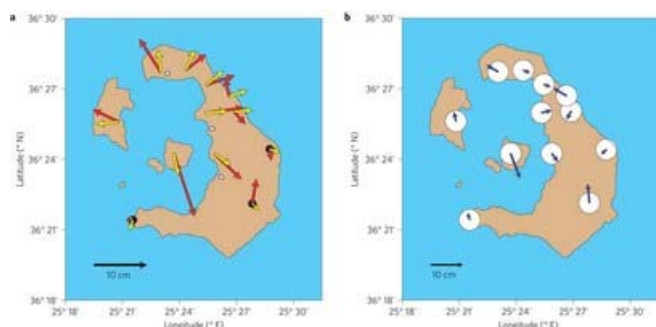 a
36° 30'
36° 27'
36° 24'
36° 21'
36° 18'
Latitude (° N)
10 cm
25° 18'
25° 21'
25° 24'
25° 27'
25° 30'
Longitude (° E)
b
36° 30'
36° 27'
36° 24'
36° 21'
36° 18'
Latitude (° N)
10 cm
25° 18'
25° 21'
25° 24'
25° 27'
25° 30'
Longitude (° E)